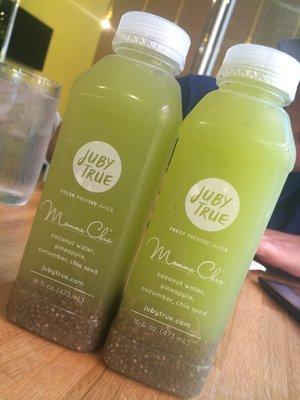 JUBY
TRUE
FRESH PRESSED JUICE
Momma Chia
coconut water,
pineapple,
cucumber, chia seed
jubytrue.com
16 fl oz. (473 mL)
JUBY
TRUE
FRESH PRESSED JUICE
Momma Chia
coconut water,
pineapple,
cucumber, chia seed
jubytrue.com
16 fl oz. (473 mL)